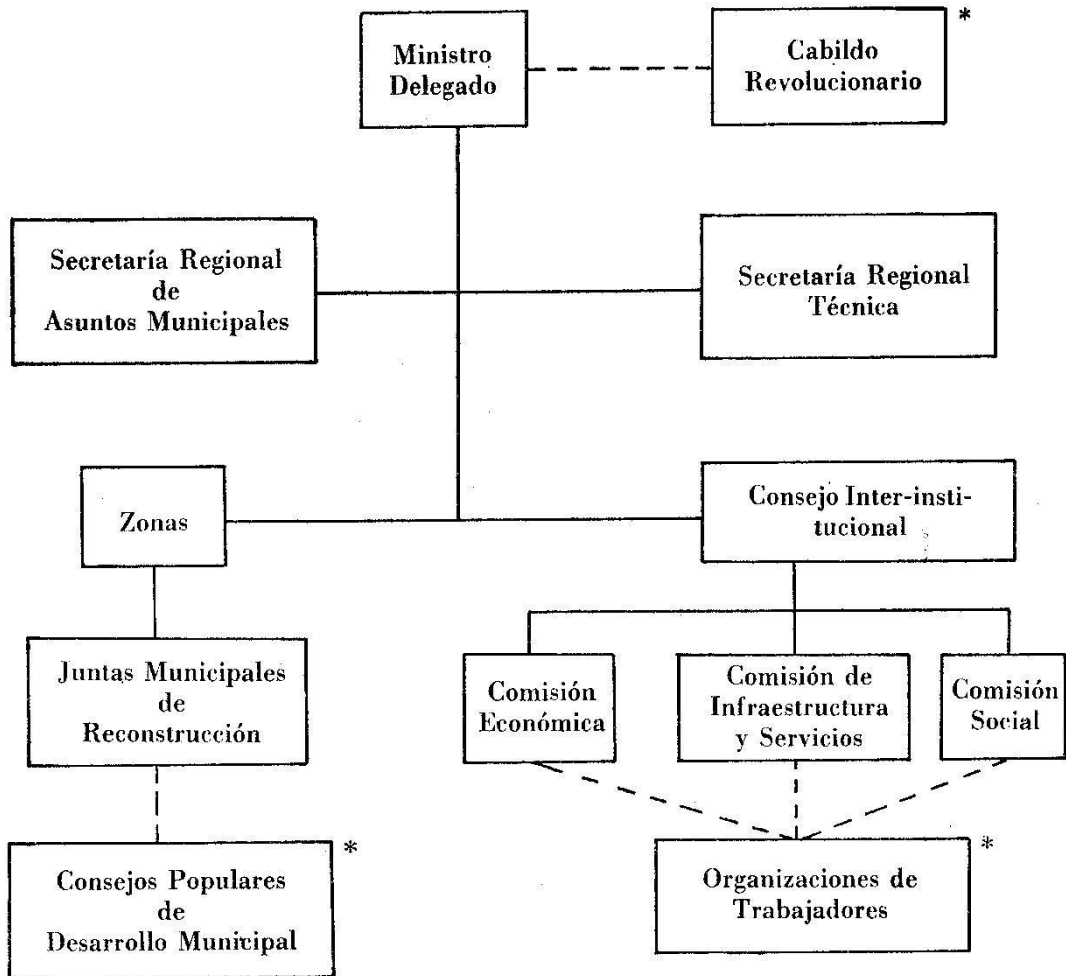 *
Ministro
Delegado
Cabildo
Revolucionario
Secretaría Regional
de
Asuntos Municipales
Secretaría Regional
Técnica
Zonas
Consejo Inter-insti-
tucional
Juntas Municipales
de
Reconstrucción
Comisión
Económica
Comisión de
Infraestructura
y Servicios
Comisión
Social
*
Consejos Populares
de
Desarrollo Municipal
*
Organizaciones de
Trabajadores